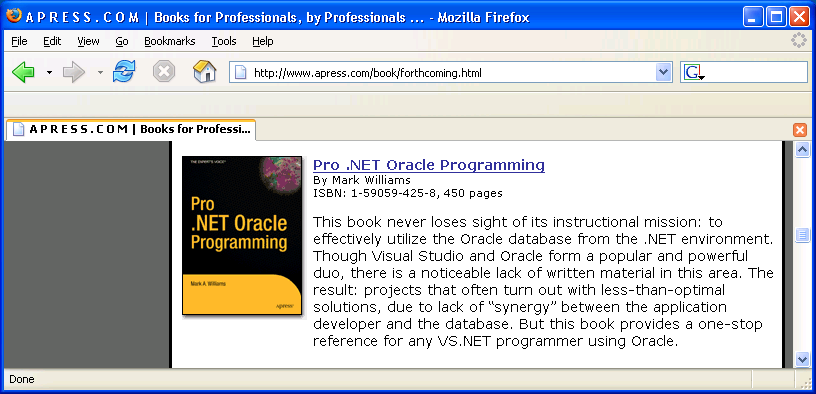 A P R E S S . C O M | Books for Professionals, by Professionals ... - Mozilla Firefox
File Edit View Go Bookmarks Tools Help
http://www.apress.com/book/forthcoming.html
G
A P R E S S . C O M | Books for Professi...
THE EXPERT'S VOICE™
Pro
.NET Oracle
Programming
Mark A. Williams
Apress™
Pro .NET Oracle Programming
By Mark Williams
ISBN: 1-59059-425-8, 450 pages
This book never loses sight of its instructional mission: to
effectively utilize the Oracle database from the .NET environment.
Though Visual Studio and Oracle form a popular and powerful
duo, there is a noticeable lack of written material in this area. The
result: projects that often turn out with less-than-optimal
solutions, due to lack of “synergy” between the application
developer and the database. But this book provides a one-stop
reference for any VS.NET programmer using Oracle.
Done